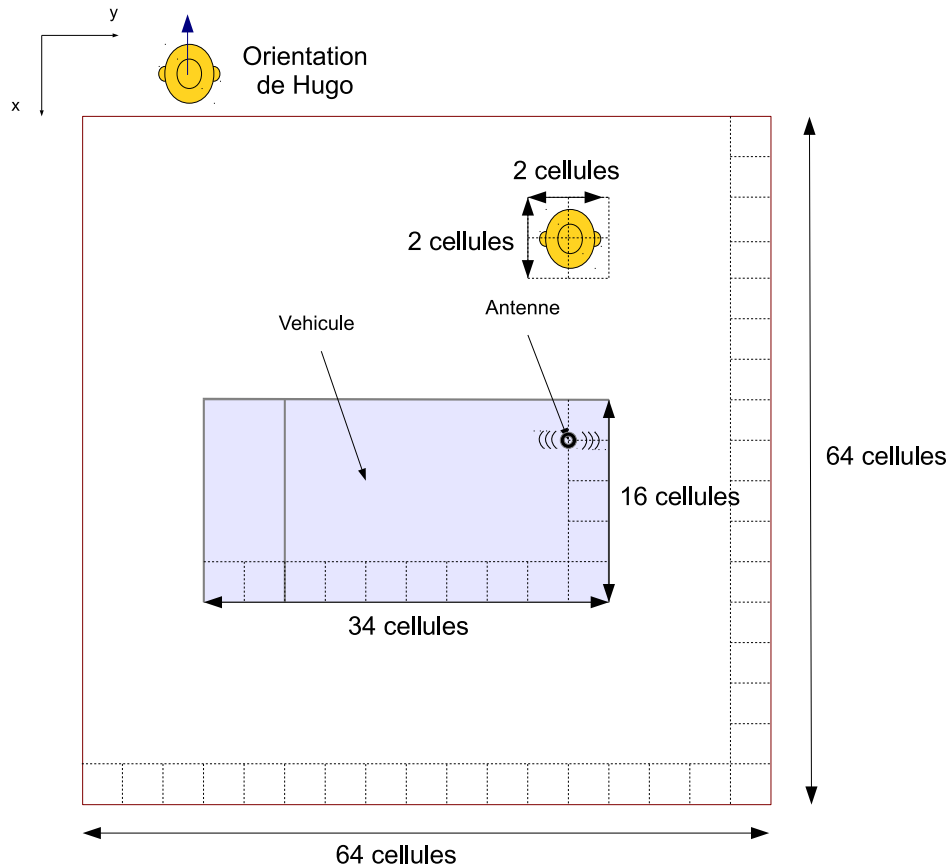 y
x
Orientation
de Hugo
2 cellules
2 cellules
Antenne
Vehicule
64 cellules
16 cellules
34 cellules
64 cellules